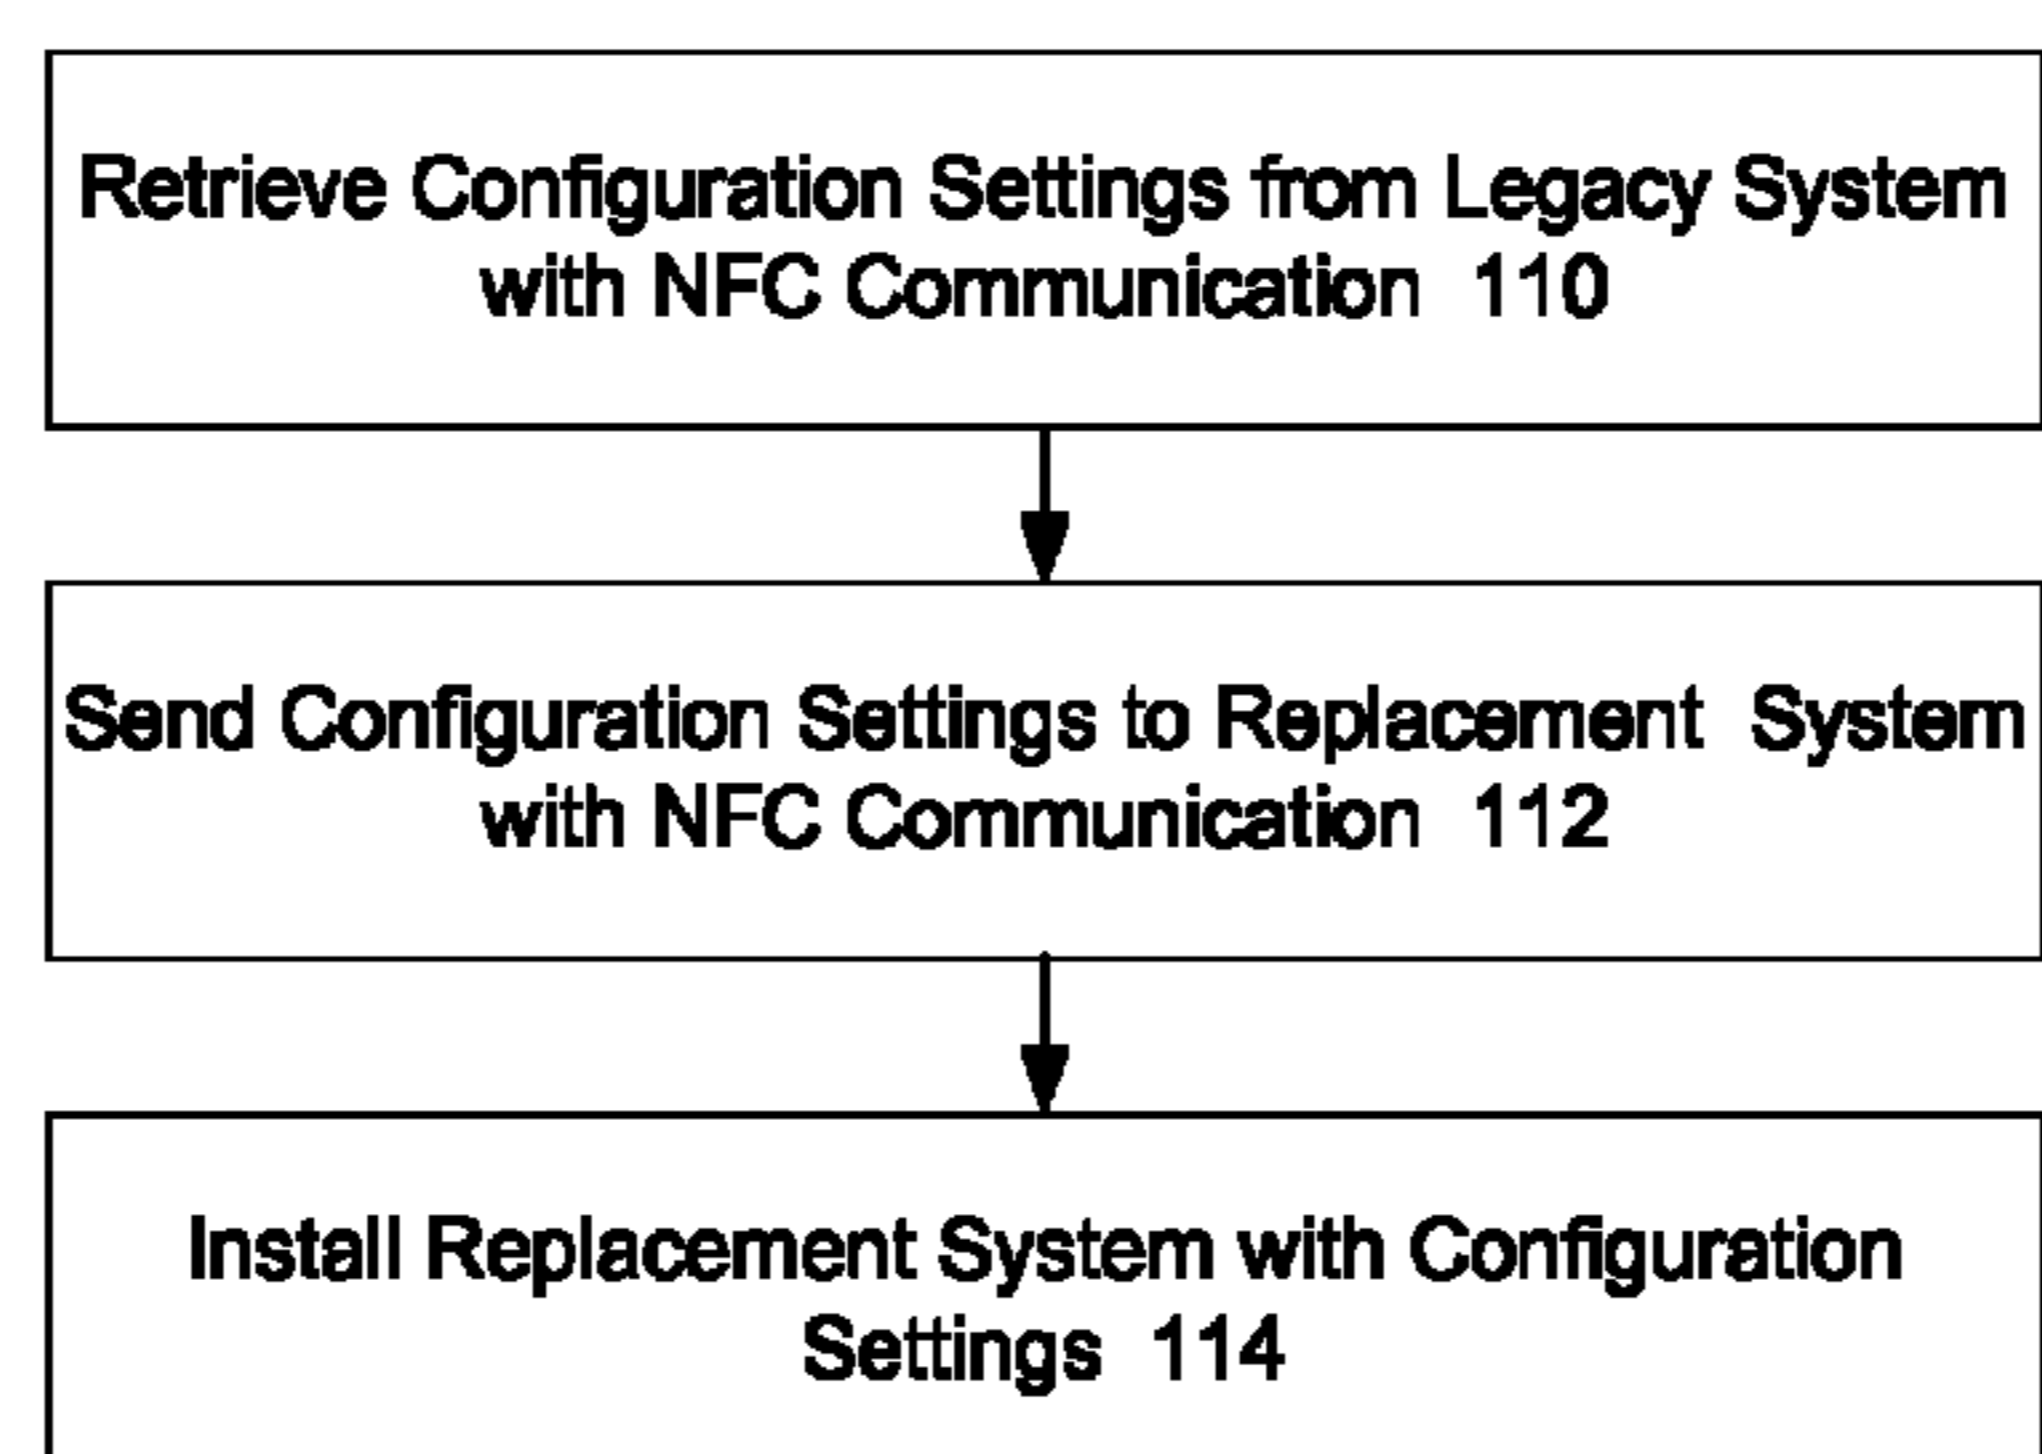 Retrieve Configuration Settings from Legacy System
with NFC Communication 110
Send Configuration Settings to Replacement System
with NFC Communication 112
Install Replacement System with Configuration
Settings 114